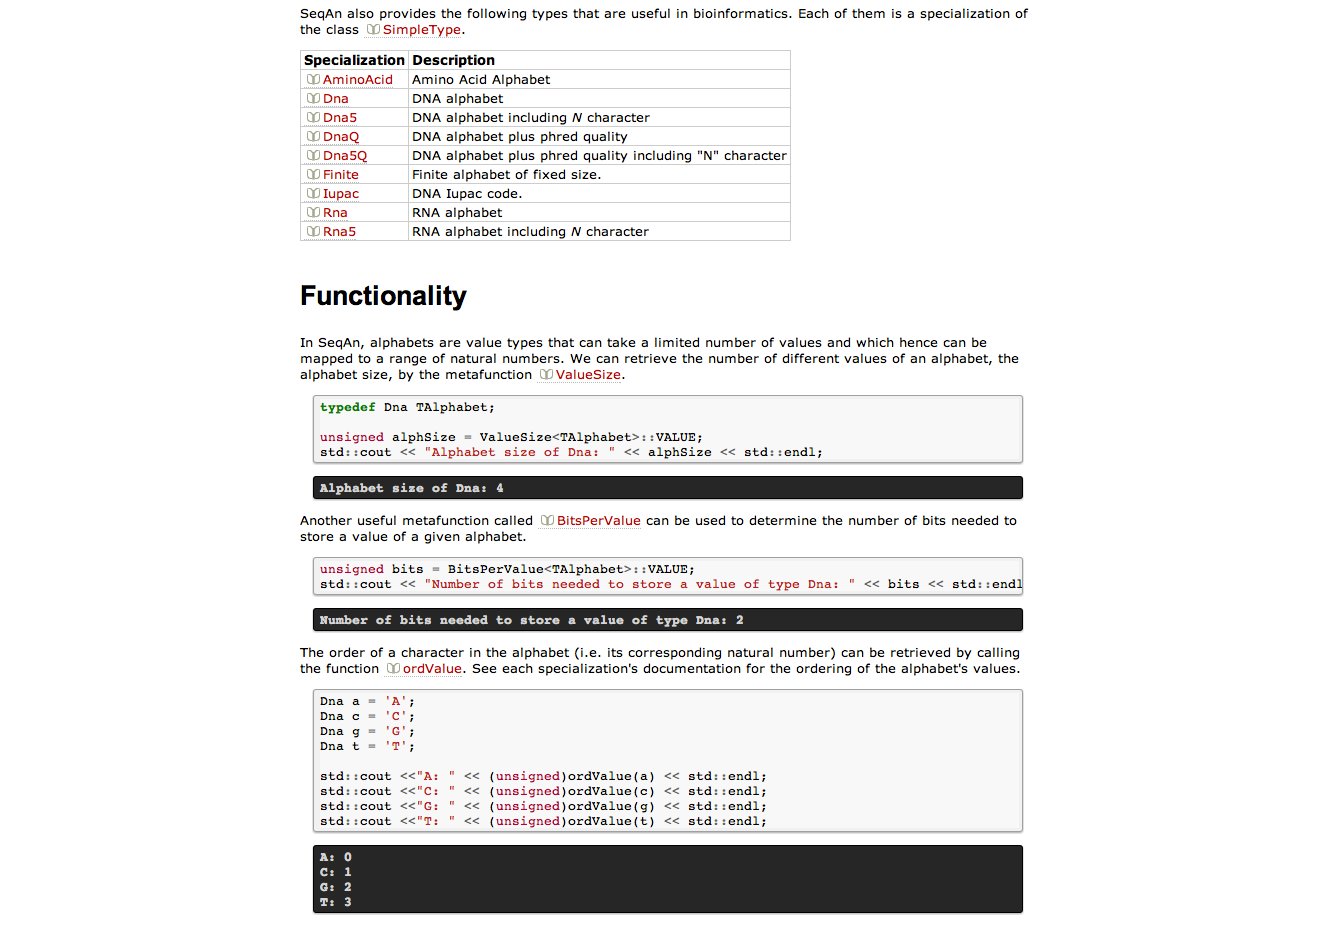 SeqAn also provides the following types that are useful in bioinformatics. Each of them is a specialization of
the class SimpleType.
Specialization Description
AminoAcid Amino Acid Alphabet
Dna DNA alphabet
Dna5 DNA alphabet including N character
DnaQ DNA alphabet plus phred quality
Dna5Q DNA alphabet plus phred quality including "N" character
Finite Finite alphabet of fixed size.
Iupac DNA Iupac code.
Rna RNA alphabet
Rna5 RNA alphabet including N character
Functionality
In SeqAn, alphabets are value types that can take a limited number of values and which hence can be
mapped to a range of natural numbers. We can retrieve the number of different values of an alphabet, the
alphabet size, by the metafunction ValueSize.
typedef Dna TAlphabet;
unsigned alphSize = ValueSize<TAlphabet>::VALUE;
std::cout << "Alphabet size of Dna: " << alphSize << std::endl;
Alphabet size of Dna: 4
Another useful metafunction called BitsPerValue can be used to determine the number of bits needed to
store a value of a given alphabet.
unsigned bits = BitsPerValue<TAlphabet>::VALUE;
std::cout << "Number of bits needed to store a value of type Dna: " << bits << std::endl
Number of bits needed to store a value of type Dna: 2
The order of a character in the alphabet (i.e. its corresponding natural number) can be retrieved by calling
the function ordValue. See each specialization's documentation for the ordering of the alphabet's values.
Dna a = 'A';
Dna c = 'C';
Dna g = 'G';
Dna t = 'T';
std::cout <<"A: " << (unsigned)ordValue(a) << std::endl;
std::cout <<"C: " << (unsigned)ordValue(c) << std::endl;
std::cout <<"G: " << (unsigned)ordValue(g) << std::endl;
std::cout <<"T: " << (unsigned)ordValue(t) << std::endl;
A: 0
C: 1
G: 2
T: 3